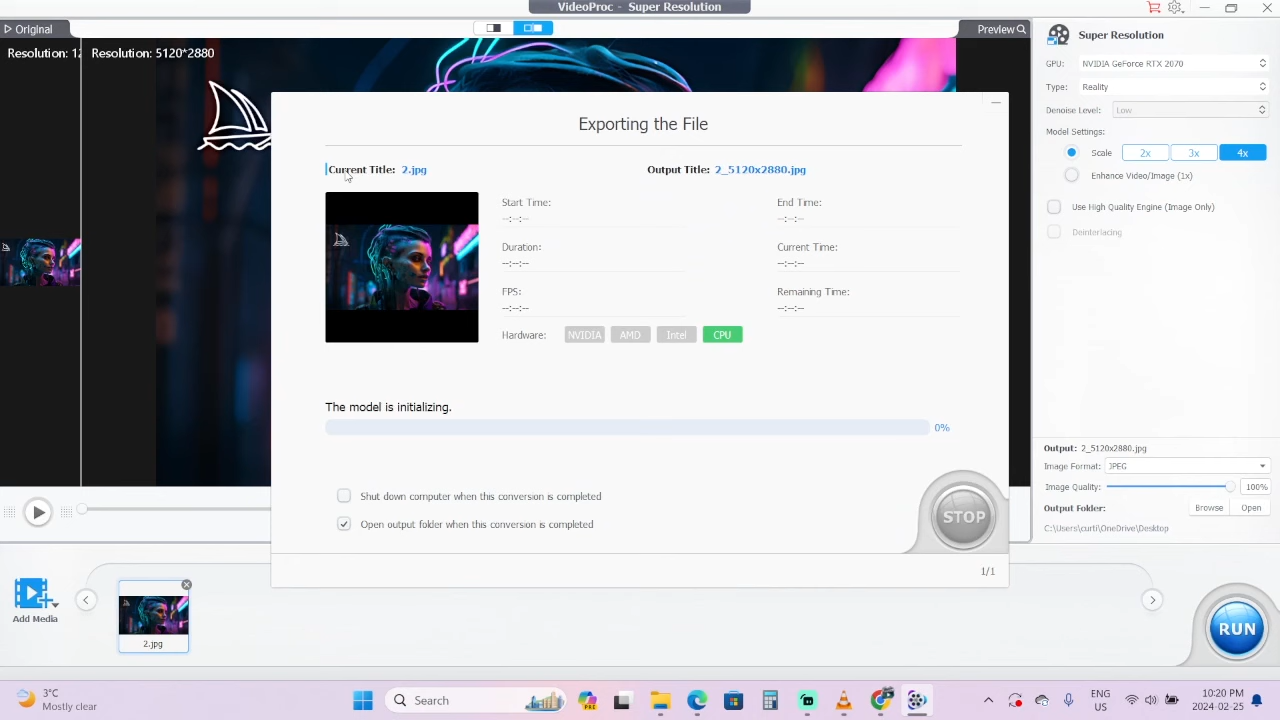 VideoProc - Super Resolution
Original
Preview
Resolution: 12
Resolution: 5120*2880
Super Resolution
GPU: NVIDIA GeForce RTX 2070
Type: Reality
Denoise Level: Low
Model Settings:
Scale 2x 3x 4x
Enhance Video/Image (1x)
Use High Quality Engine (Image Only)
Deinterlacing
Exporting the File
Current Title: 2.jpg
Output Title: 2_5120x2880.jpg
Start Time:
--:--:--
End Time:
--:--:--
Duration:
--:--:--
Current Time:
--:--:--
FPS:
--:--:--
Remaining Time:
--:--:--
Hardware: NVIDIA AMD Intel CPU
The model is initializing.
0%
Shut down computer when this conversion is completed
Open output folder when this conversion is completed
STOP
1/1
Output: 2_5120x2880.jpg
Image Format: JPEG
Image Quality: 100%
Output Folder: Browse Open
C:\Users\curti\OneDrive\Desktop
Add Media
2.jpg
RUN
3°C
Mostly clear
Search
PRE
ENG
US
10:20 PM
2024-02-25